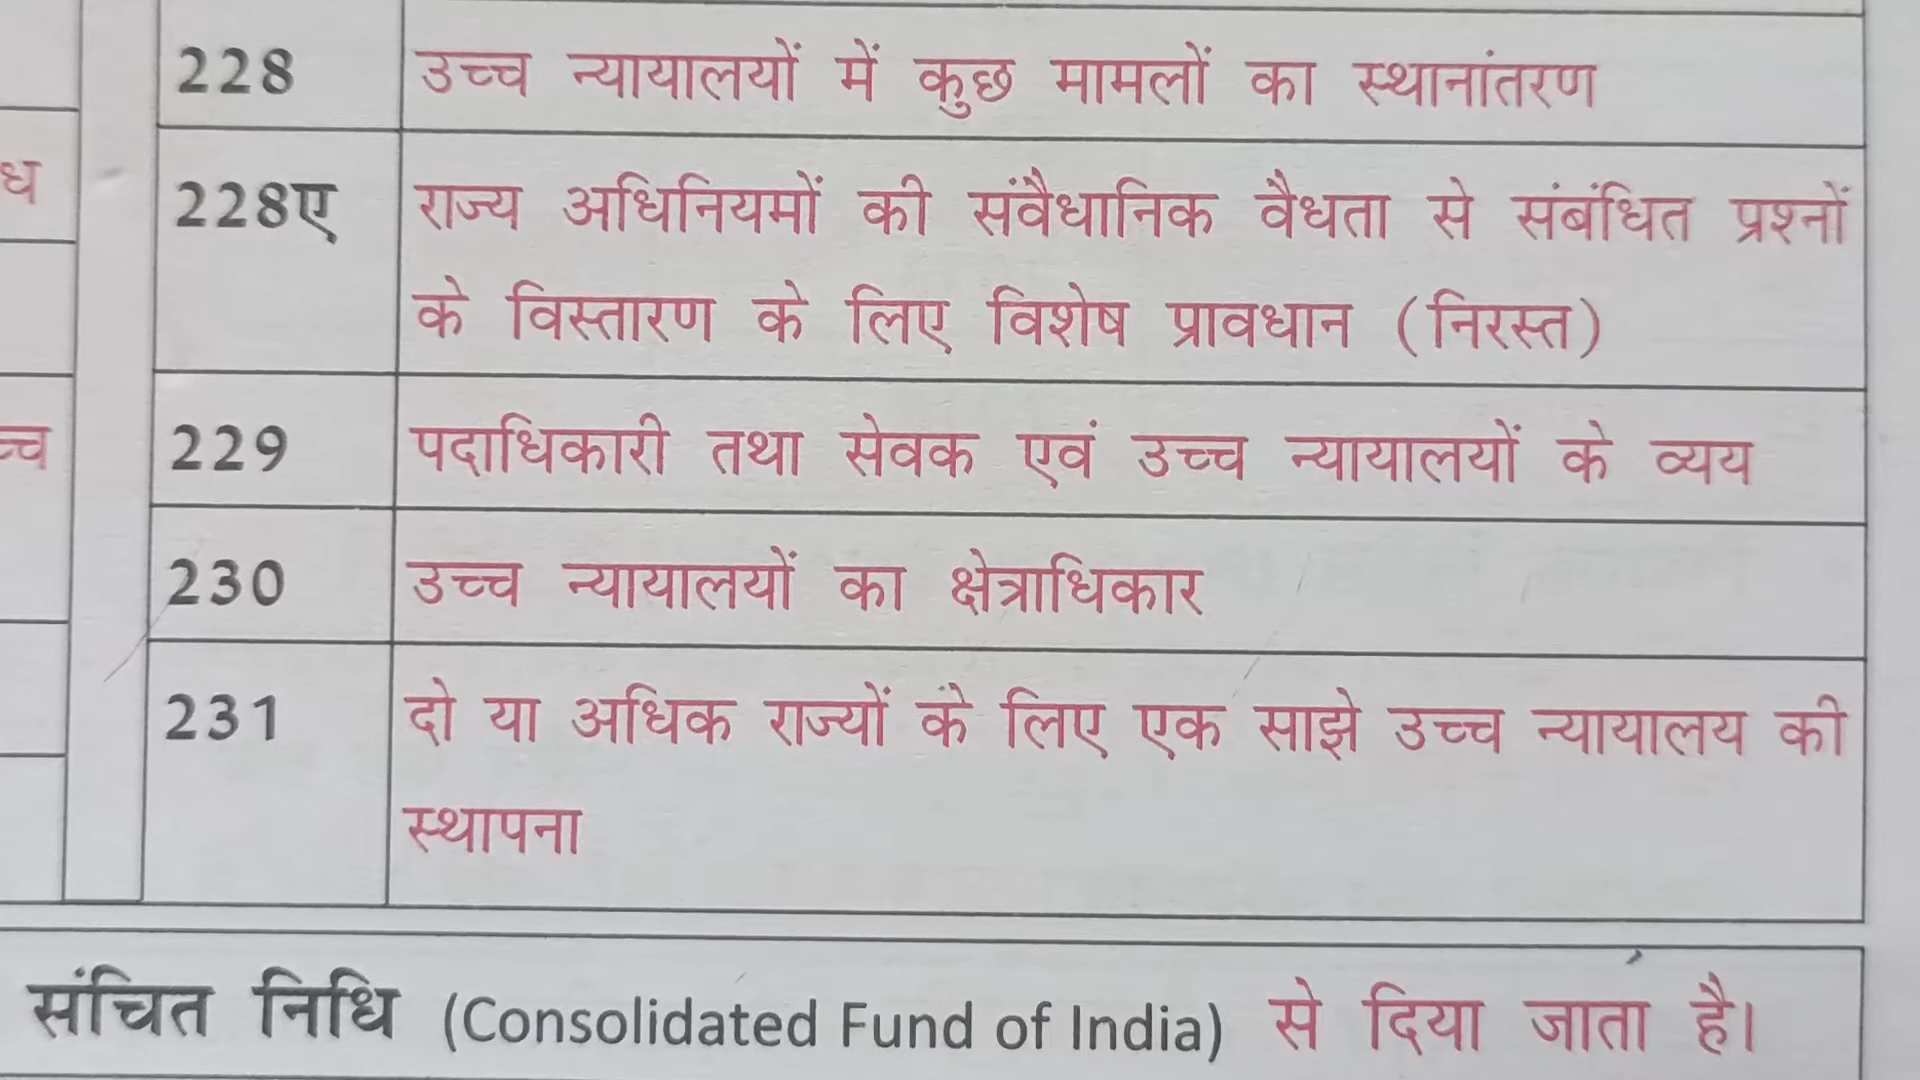 228 उच्च न्यायालयों में कुछ मामलों का स्थानांतरण
ध
228ए राज्य अधिनियमों की संवैधानिक वैधता से संबंधित प्रश्नों
के विस्तारण के लिए विशेष प्रावधान (निरस्त)
च्च
229 पदाधिकारी तथा सेवक एवं उच्च न्यायालयों के व्यय
230 उच्च न्यायालयों का क्षेत्राधिकार
231 दो या अधिक राज्यों के लिए एक साझे उच्च न्यायालय की
स्थापना
संचित निधि (Consolidated Fund of India) से दिया जाता है।